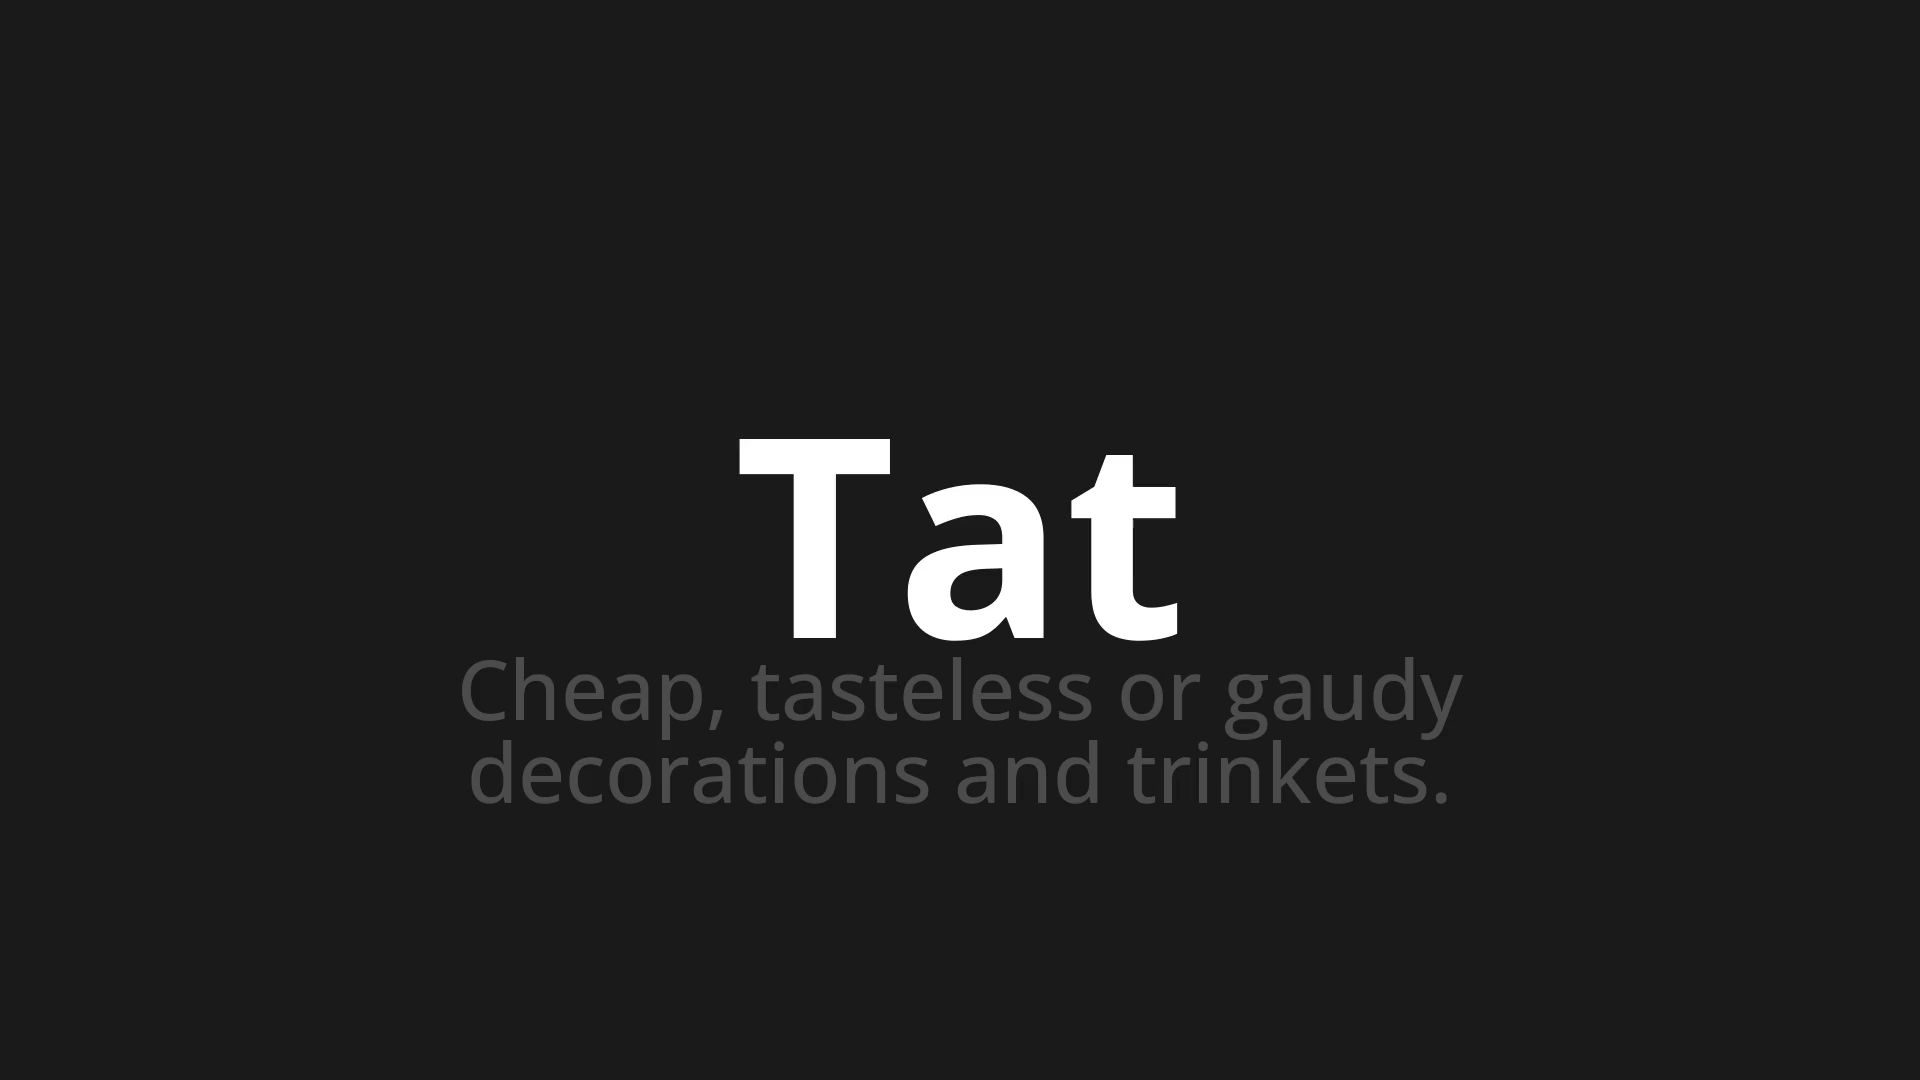 Tat
Cheap, tasteless or gaudy
decorations and trinkets.